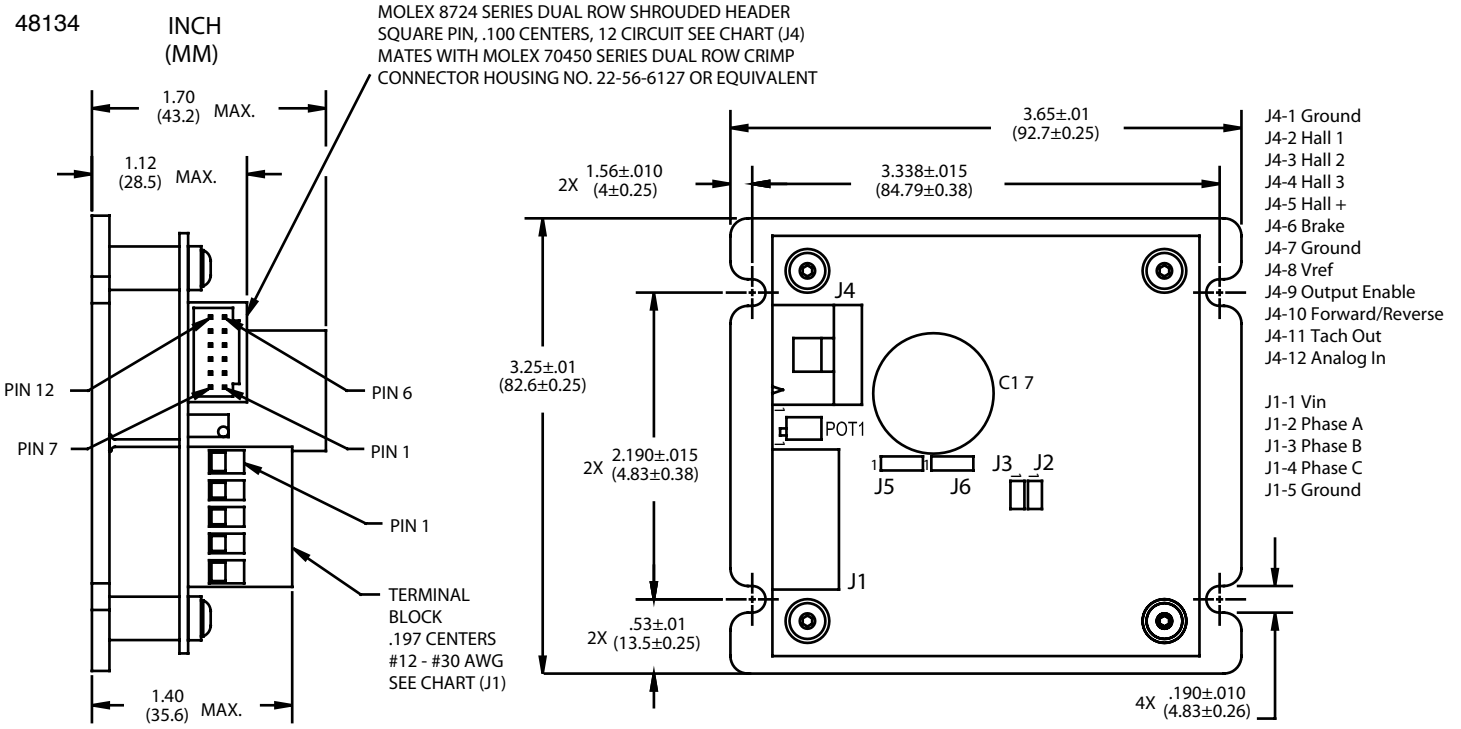 48134
INCH
(MM)
MOLEX 8724 SERIES DUAL ROW SHROUDED HEADER
SQUARE PIN, .100 CENTERS, 12 CIRCUIT SEE CHART (J4)
MATES WITH MOLEX 70450 SERIES DUAL ROW CRIMP
CONNECTOR HOUSING NO. 22-56-6127 OR EQUIVALENT
1.70
(43.2) MAX.
1.12
(28.5) MAX.
PIN 12
PIN 6
PIN 7
PIN 1
PIN 1
TERMINAL
BLOCK
.197 CENTERS
#12 - #30 AWG
SEE CHART (J1)
1.40
(35.6) MAX.
3.65±.01
(92.7±0.25)
2X 1.56±.010
(4±0.25)
3.338±.015
(84.79±0.38)
3.25±.01
(82.6±0.25)
2X 2.190±.015
(4.83±0.38)
2X .53±.01
(13.5±0.25)
4X .190±.010
(4.83±0.26)
J4
C1 7
1
POT1
1
1
J5
1
J6
J3
1
J2
1
J1
J4-1 Ground
J4-2 Hall 1
J4-3 Hall 2
J4-4 Hall 3
J4-5 Hall +
J4-6 Brake
J4-7 Ground
J4-8 Vref
J4-9 Output Enable
J4-10 Forward/Reverse
J4-11 Tach Out
J4-12 Analog In
J1-1 Vin
J1-2 Phase A
J1-3 Phase B
J1-4 Phase C
J1-5 Ground